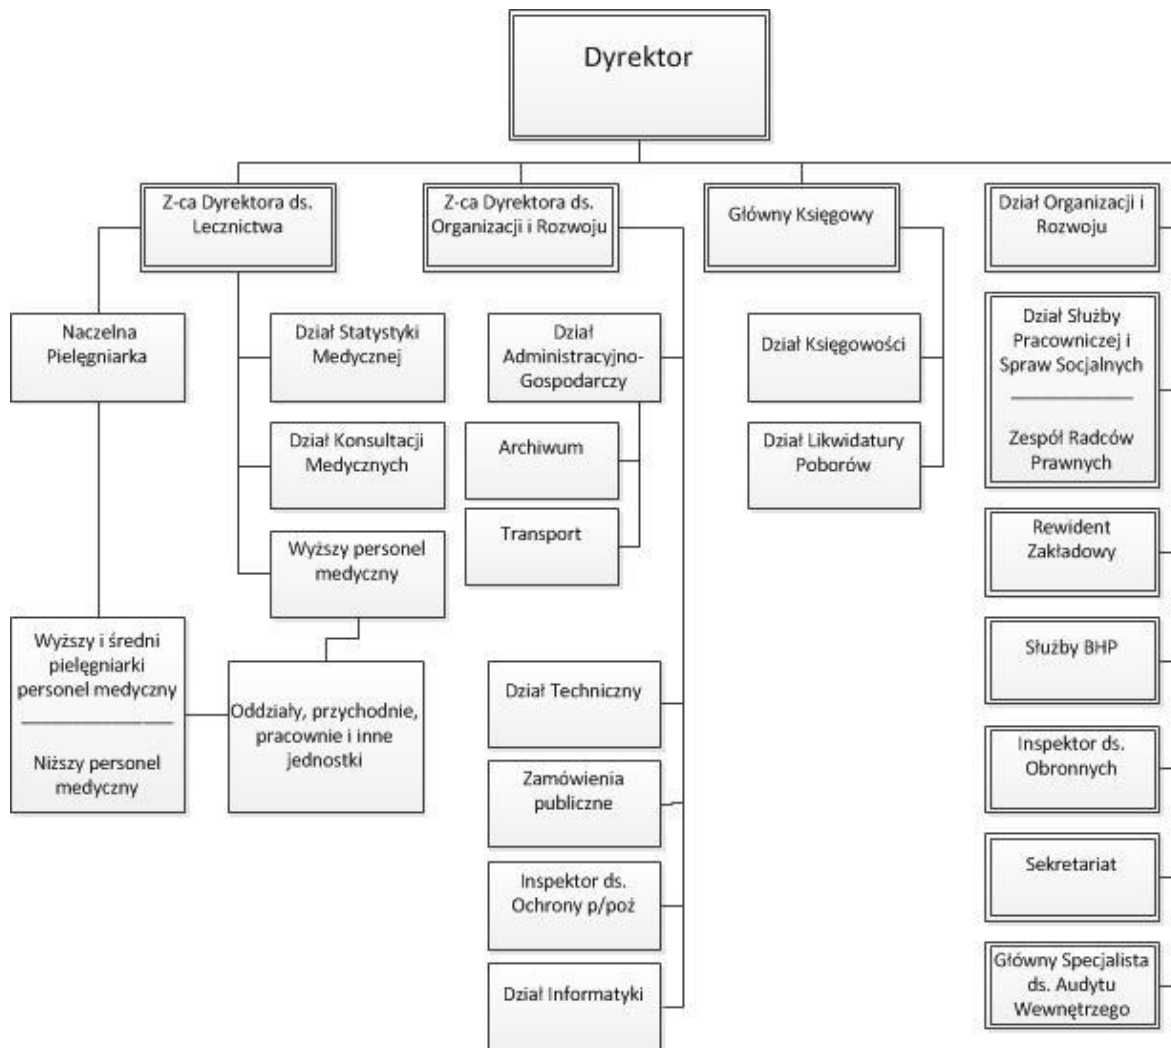 Dyrektor
Z-ca Dyrektora ds.
Lecznictwa
Z-ca Dyrektora ds.
Organizacji i Rozwoju
Główny Księgowy
Dział Organizacji i
Rozwoju
Naczelna
Pielęgniarka
Dział Statystyki
Medycznej
Dział
Administracyjno-
Gospodarczy
Dział Księgowości
Dział Służby
Pracowniczej i
Spraw Socjalnych
Zespół Radców
Prawnych
Dział Konsultacji
Medycznych
Archiwum
Dział Likwidatury
Poborów
Wyższy personel
medyczny
Transport
Rewident
Zakładowy
Wyższy i średni
pielęgniarki
personel medyczny
Niższy personel
medyczny
Oddziały, przychodnie,
pracownie i inne
jednostki
Dział Techniczny
Służby BHP
Zamówienia
publiczne
Inspektor ds.
Obronnych
Inspektor ds.
Ochrony p/poż
Sekretariat
Dział Informatyki
Główny Specjalista
ds. Audytu
Wewnętrzego